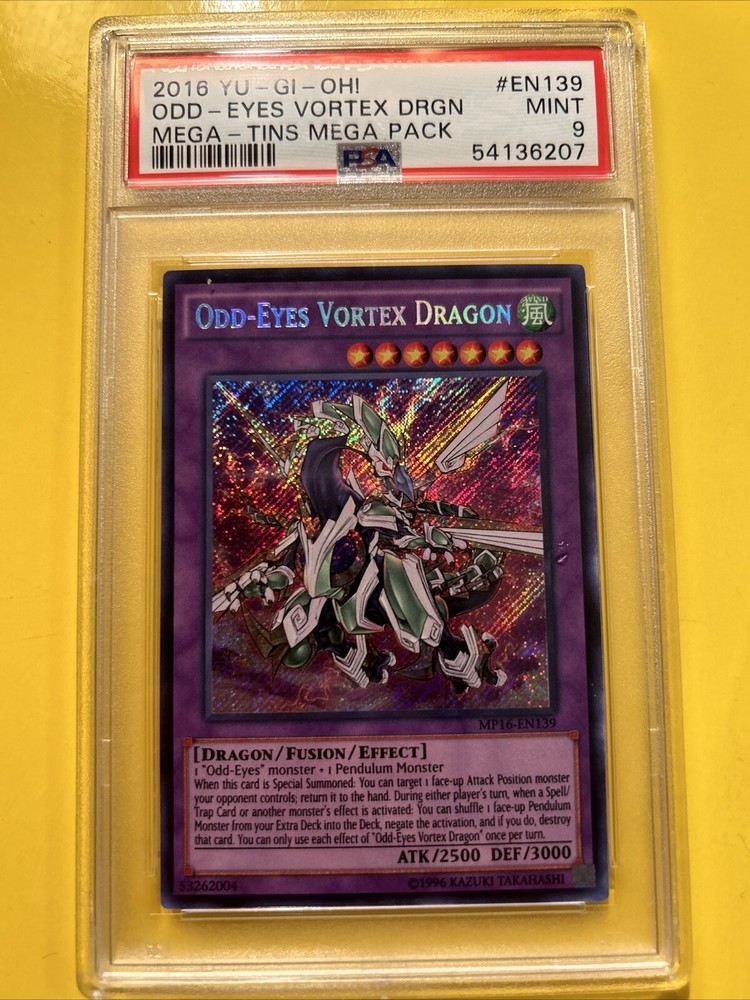 2016 YU-GI-OH! #EN139
ODD-EYES VORTEX DRGN MINT
MEGA-TINS MEGA PACK 9
PSA 54136207
ODD-EYES VORTEX DRAGON
WIND
風
MP16-EN139
[DRAGON/FUSION/EFFECT]
1 "Odd-Eyes" monster + 1 Pendulum Monster
When this card is Special Summoned: You can target 1 face-up Attack Position monster
your opponent controls; return it to the hand. During either player's turn, when a Spell/
Trap Card or another monster's effect is activated: You can shuffle 1 face-up Pendulum
Monster from your Extra Deck into the Deck, negate the activation, and if you do, destroy
that card. You can only use each effect of "Odd-Eyes Vortex Dragon" once per turn.
ATK/2500 DEF/3000
53262004 ©1996 KAZUKI TAKAHASHI